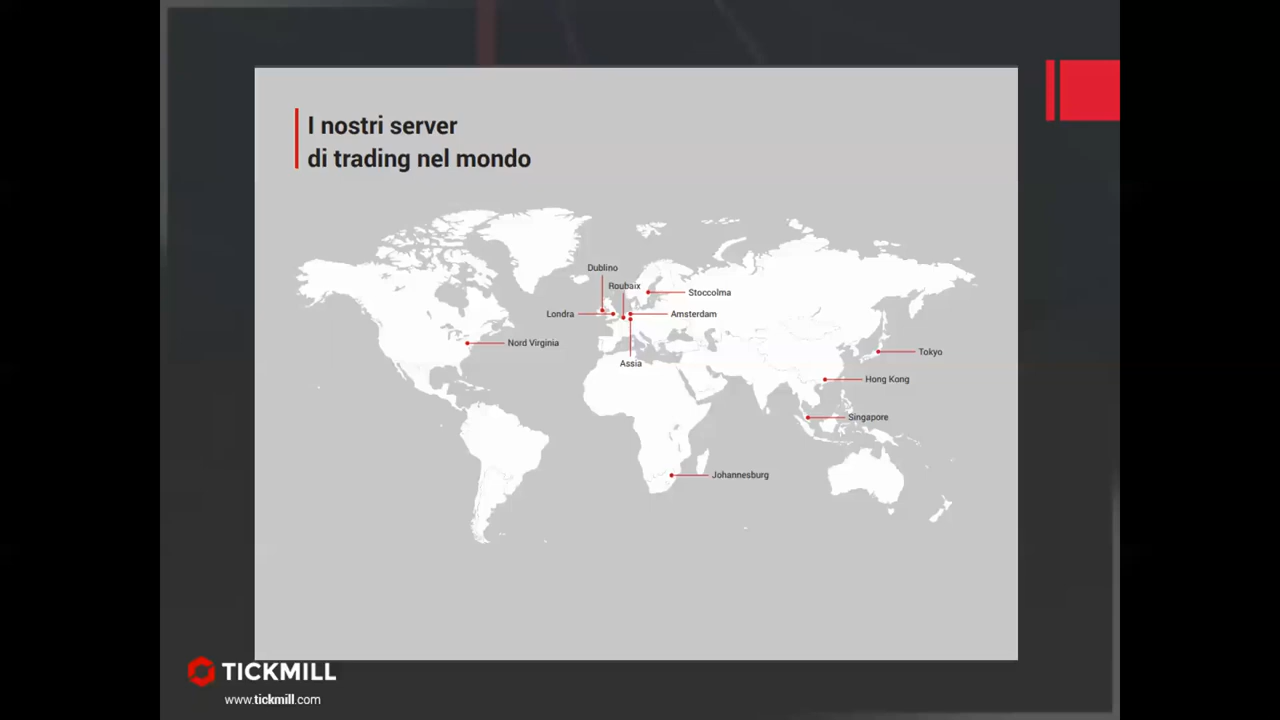 I nostri server
di trading nel mondo
Dublino
Roubaix
Stoccolma
Londra
Amsterdam
Nord Virginia
Tokyo
Assia
Hong Kong
Singapore
Johannesburg
TICKMILL
www.tickmill.com